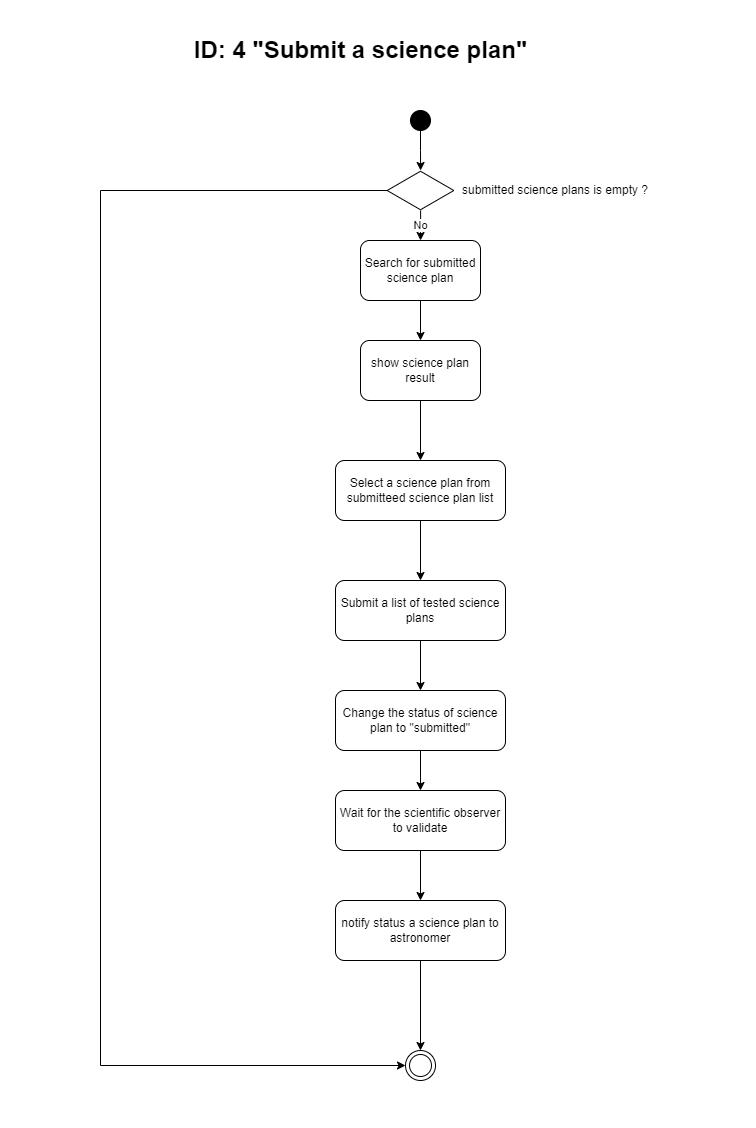 ID: 4 "Submit a science plan"
submitted science plans is empty ?
No
Search for submitted
science plan
show science plan
result
Select a science plan from
submitteed science plan list
Submit a list of tested science
plans
Change the status of science
plan to "submitted"
Wait for the scientific observer
to validate
notify status a science plan to
astronomer